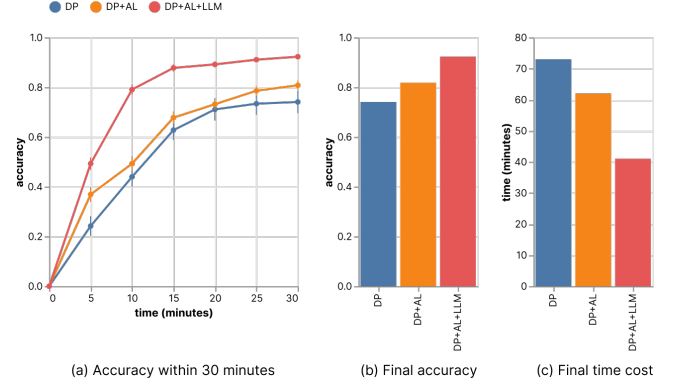 DP DP+AL DP+AL+LLM
1.0
0.8
0.6
0.4
0.2
0.0
accuracy
0 5 10 15 20 25 30
time (minutes)
(a) Accuracy within 30 minutes
1.0
0.8
0.6
0.4
0.2
0.0
accuracy
DP
DP+AL
DP+AL+LLM
(b) Final accuracy
80
70
60
50
40
30
20
10
0
time (minutes)
DP
DP+AL
DP+AL+LLM
(c) Final time cost